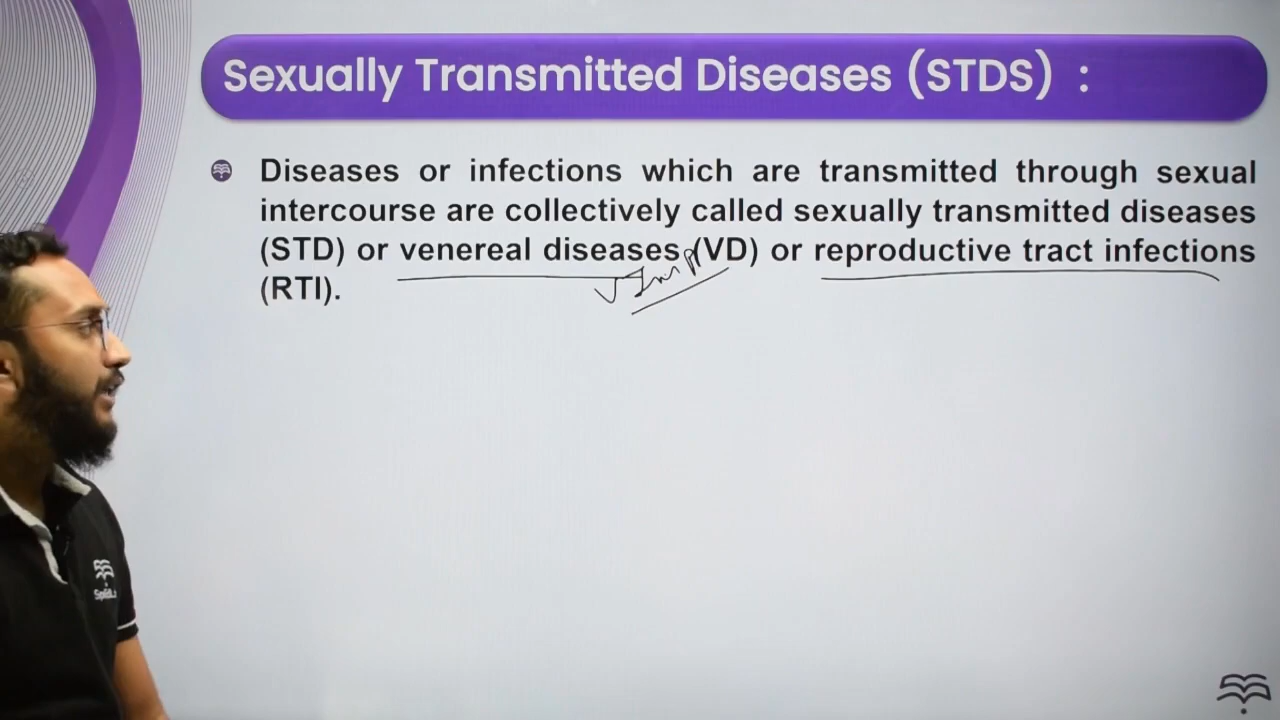 Sexually Transmitted Diseases (STDS) :
Diseases or infections which are transmitted through sexual
intercourse are collectively called sexually transmitted diseases
(STD) or venereal diseases (VD) or reproductive tract infections
(RTI).
Imp